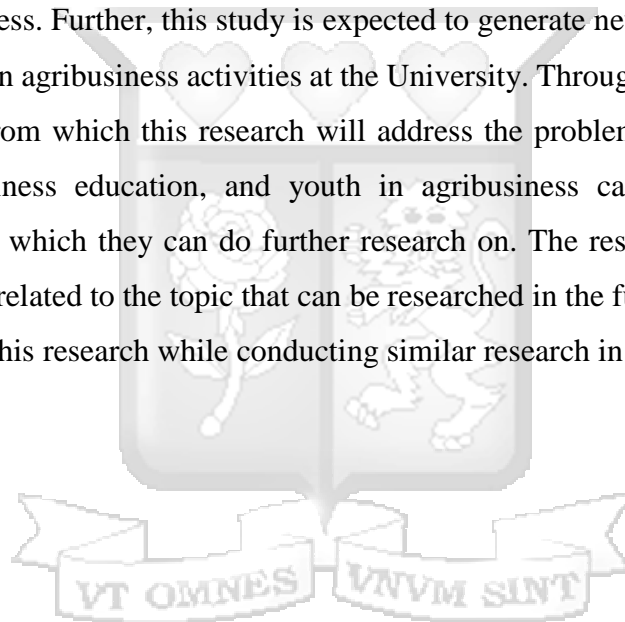 ess. Further, this study is expected to generate ne
n agribusiness activities at the University. Throug
rom which this research will address the problem
iness education, and youth in agribusiness ca
which they can do further research on. The res
related to the topic that can be researched in the f
his research while conducting similar research in
VT OMNES VNVM SINT